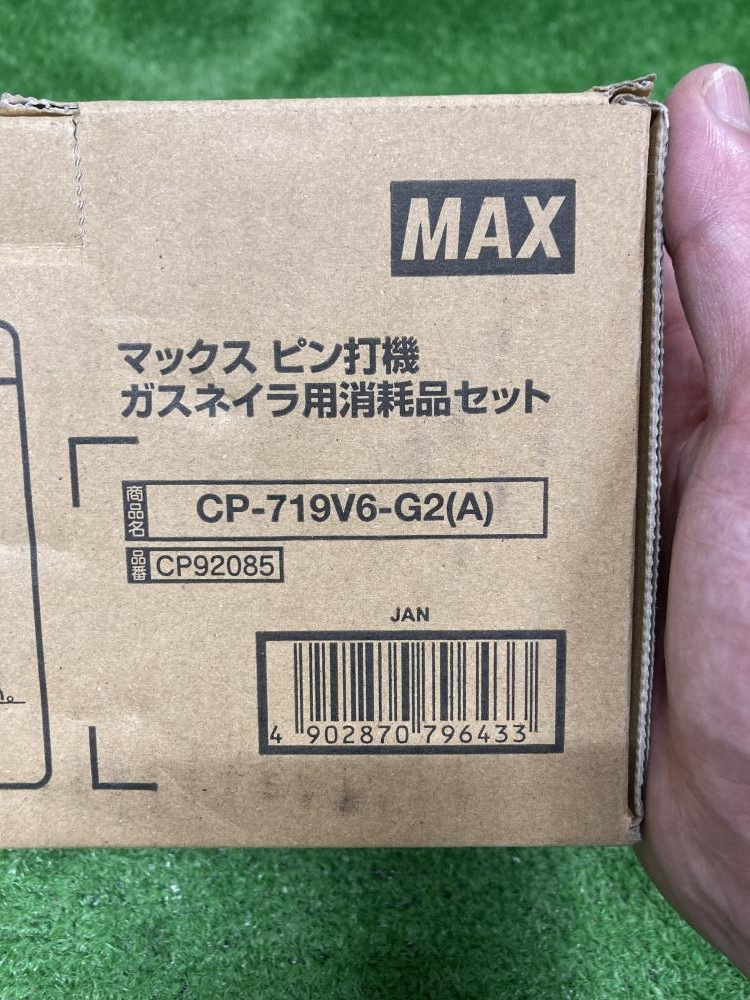 MAX
マックス ピン打機
ガスネイラ用消耗品セット
商品名 CP-719V6-G2(A)
品番 CP92085
JAN
4 902870 796433